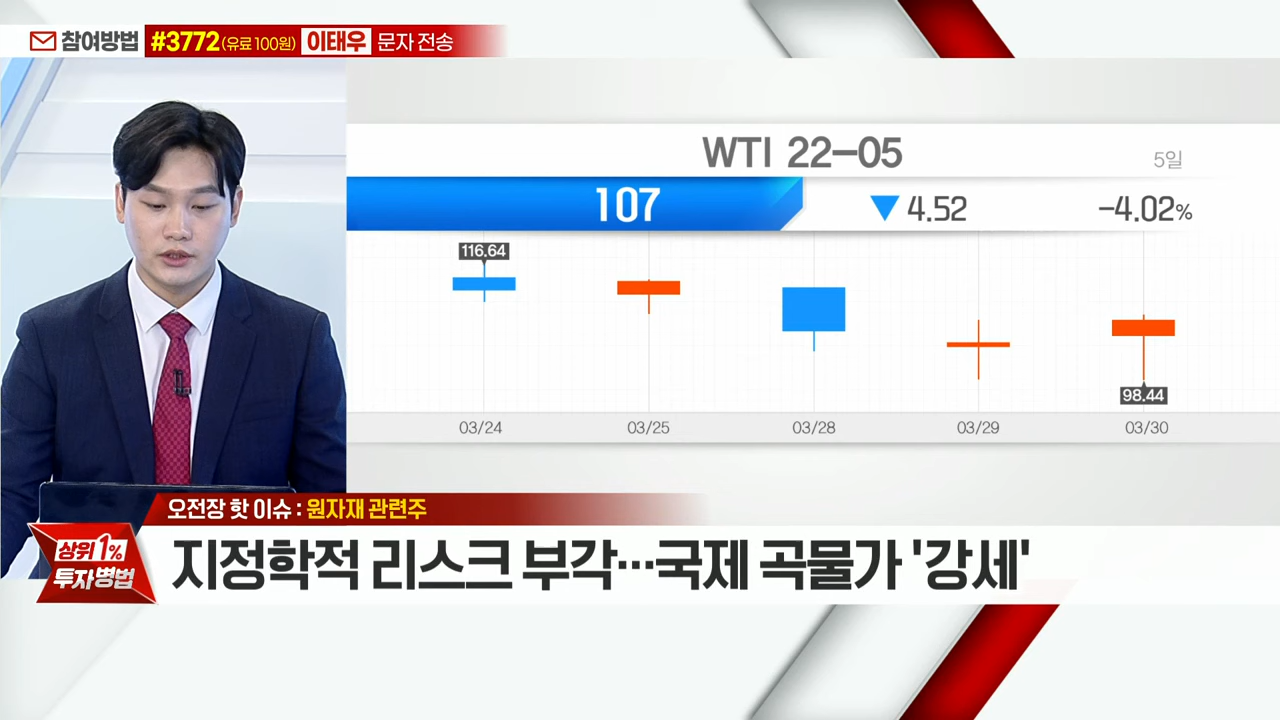 참여방법 #3772(유료 100원) 이태우 문자 전송
WTI 22-05
5일
107 ▼ 4.52 -4.02%
116.64
98.44
03/24 03/25 03/28 03/29 03/30
오전장 핫 이슈 : 원자재 관련주
상위 1%
투자병법
지정학적 리스크 부각…국제 곡물가 '강세'